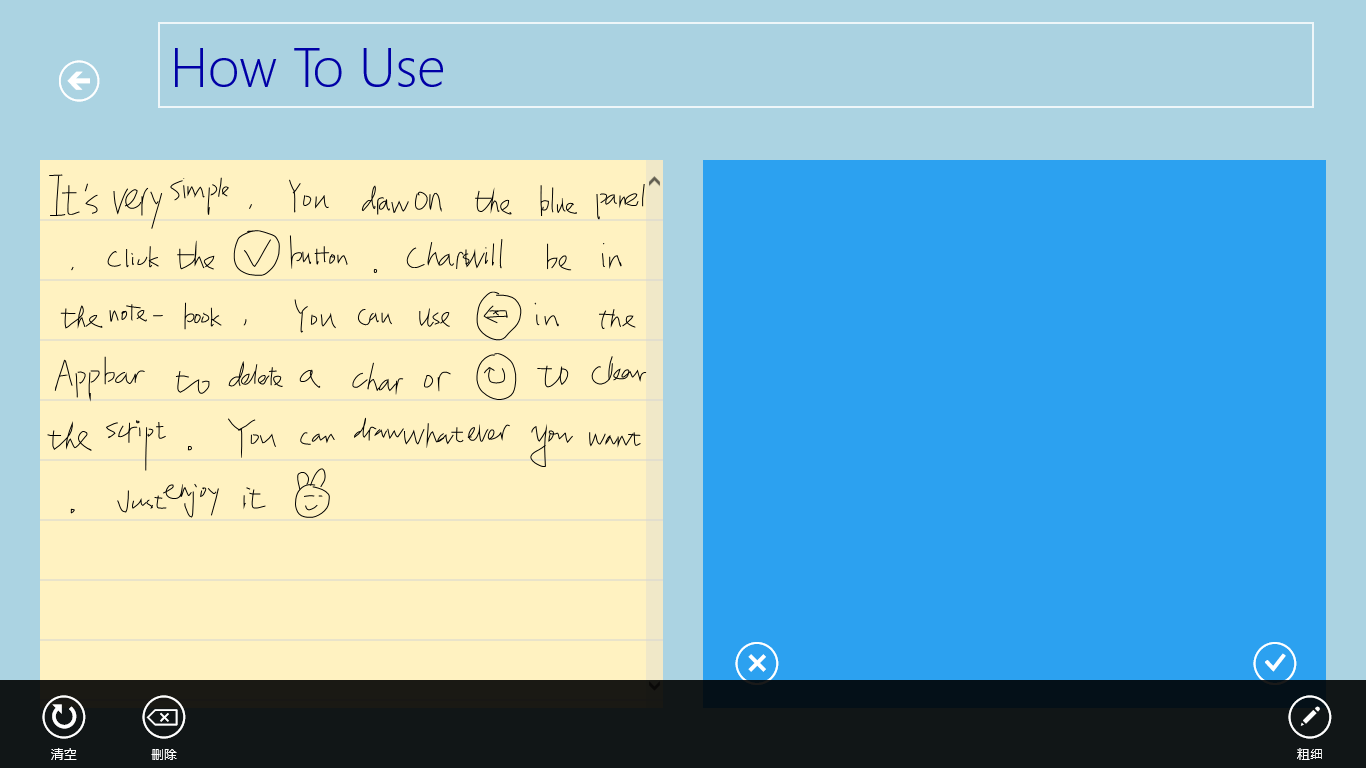 How To Use
It's very simple. You draw on the blue panel
. Click the button. Char will be in
the note- book, You can use in the
Appbar to delete a char or to clear
the script. You can draw whatever you want
. Just enjoy it
清空 刪除 粗细